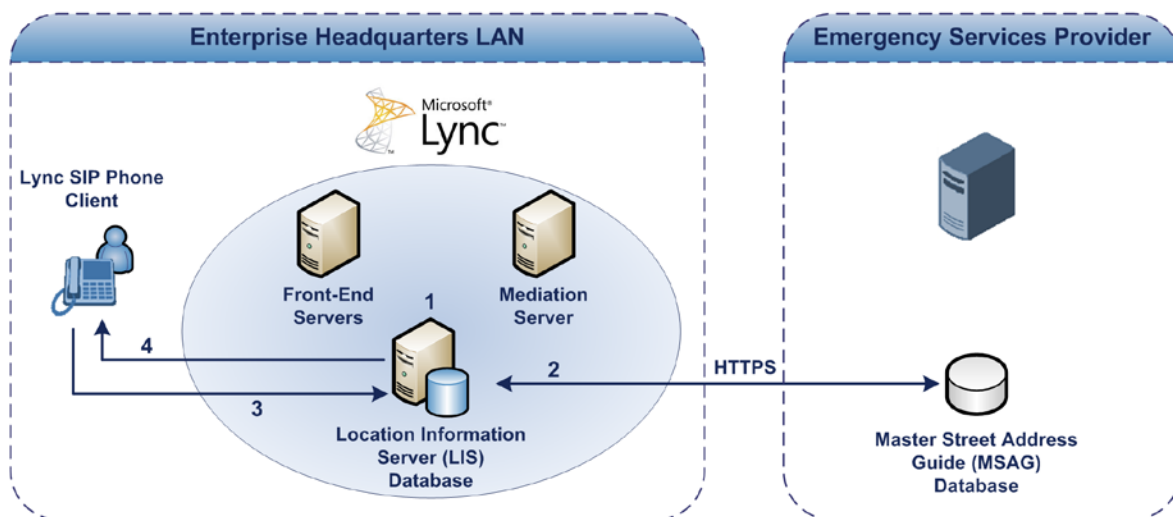 Enterprise Headquarters LAN
Emergency Services Provider
Microsoft®
Lync™
Lync SIP Phone
Client
Front-End
Servers
1
Mediation
Server
4
3
2
HTTPS
Location Information
Server (LIS)
Database
Master Street Address
Guide (MSAG)
Database